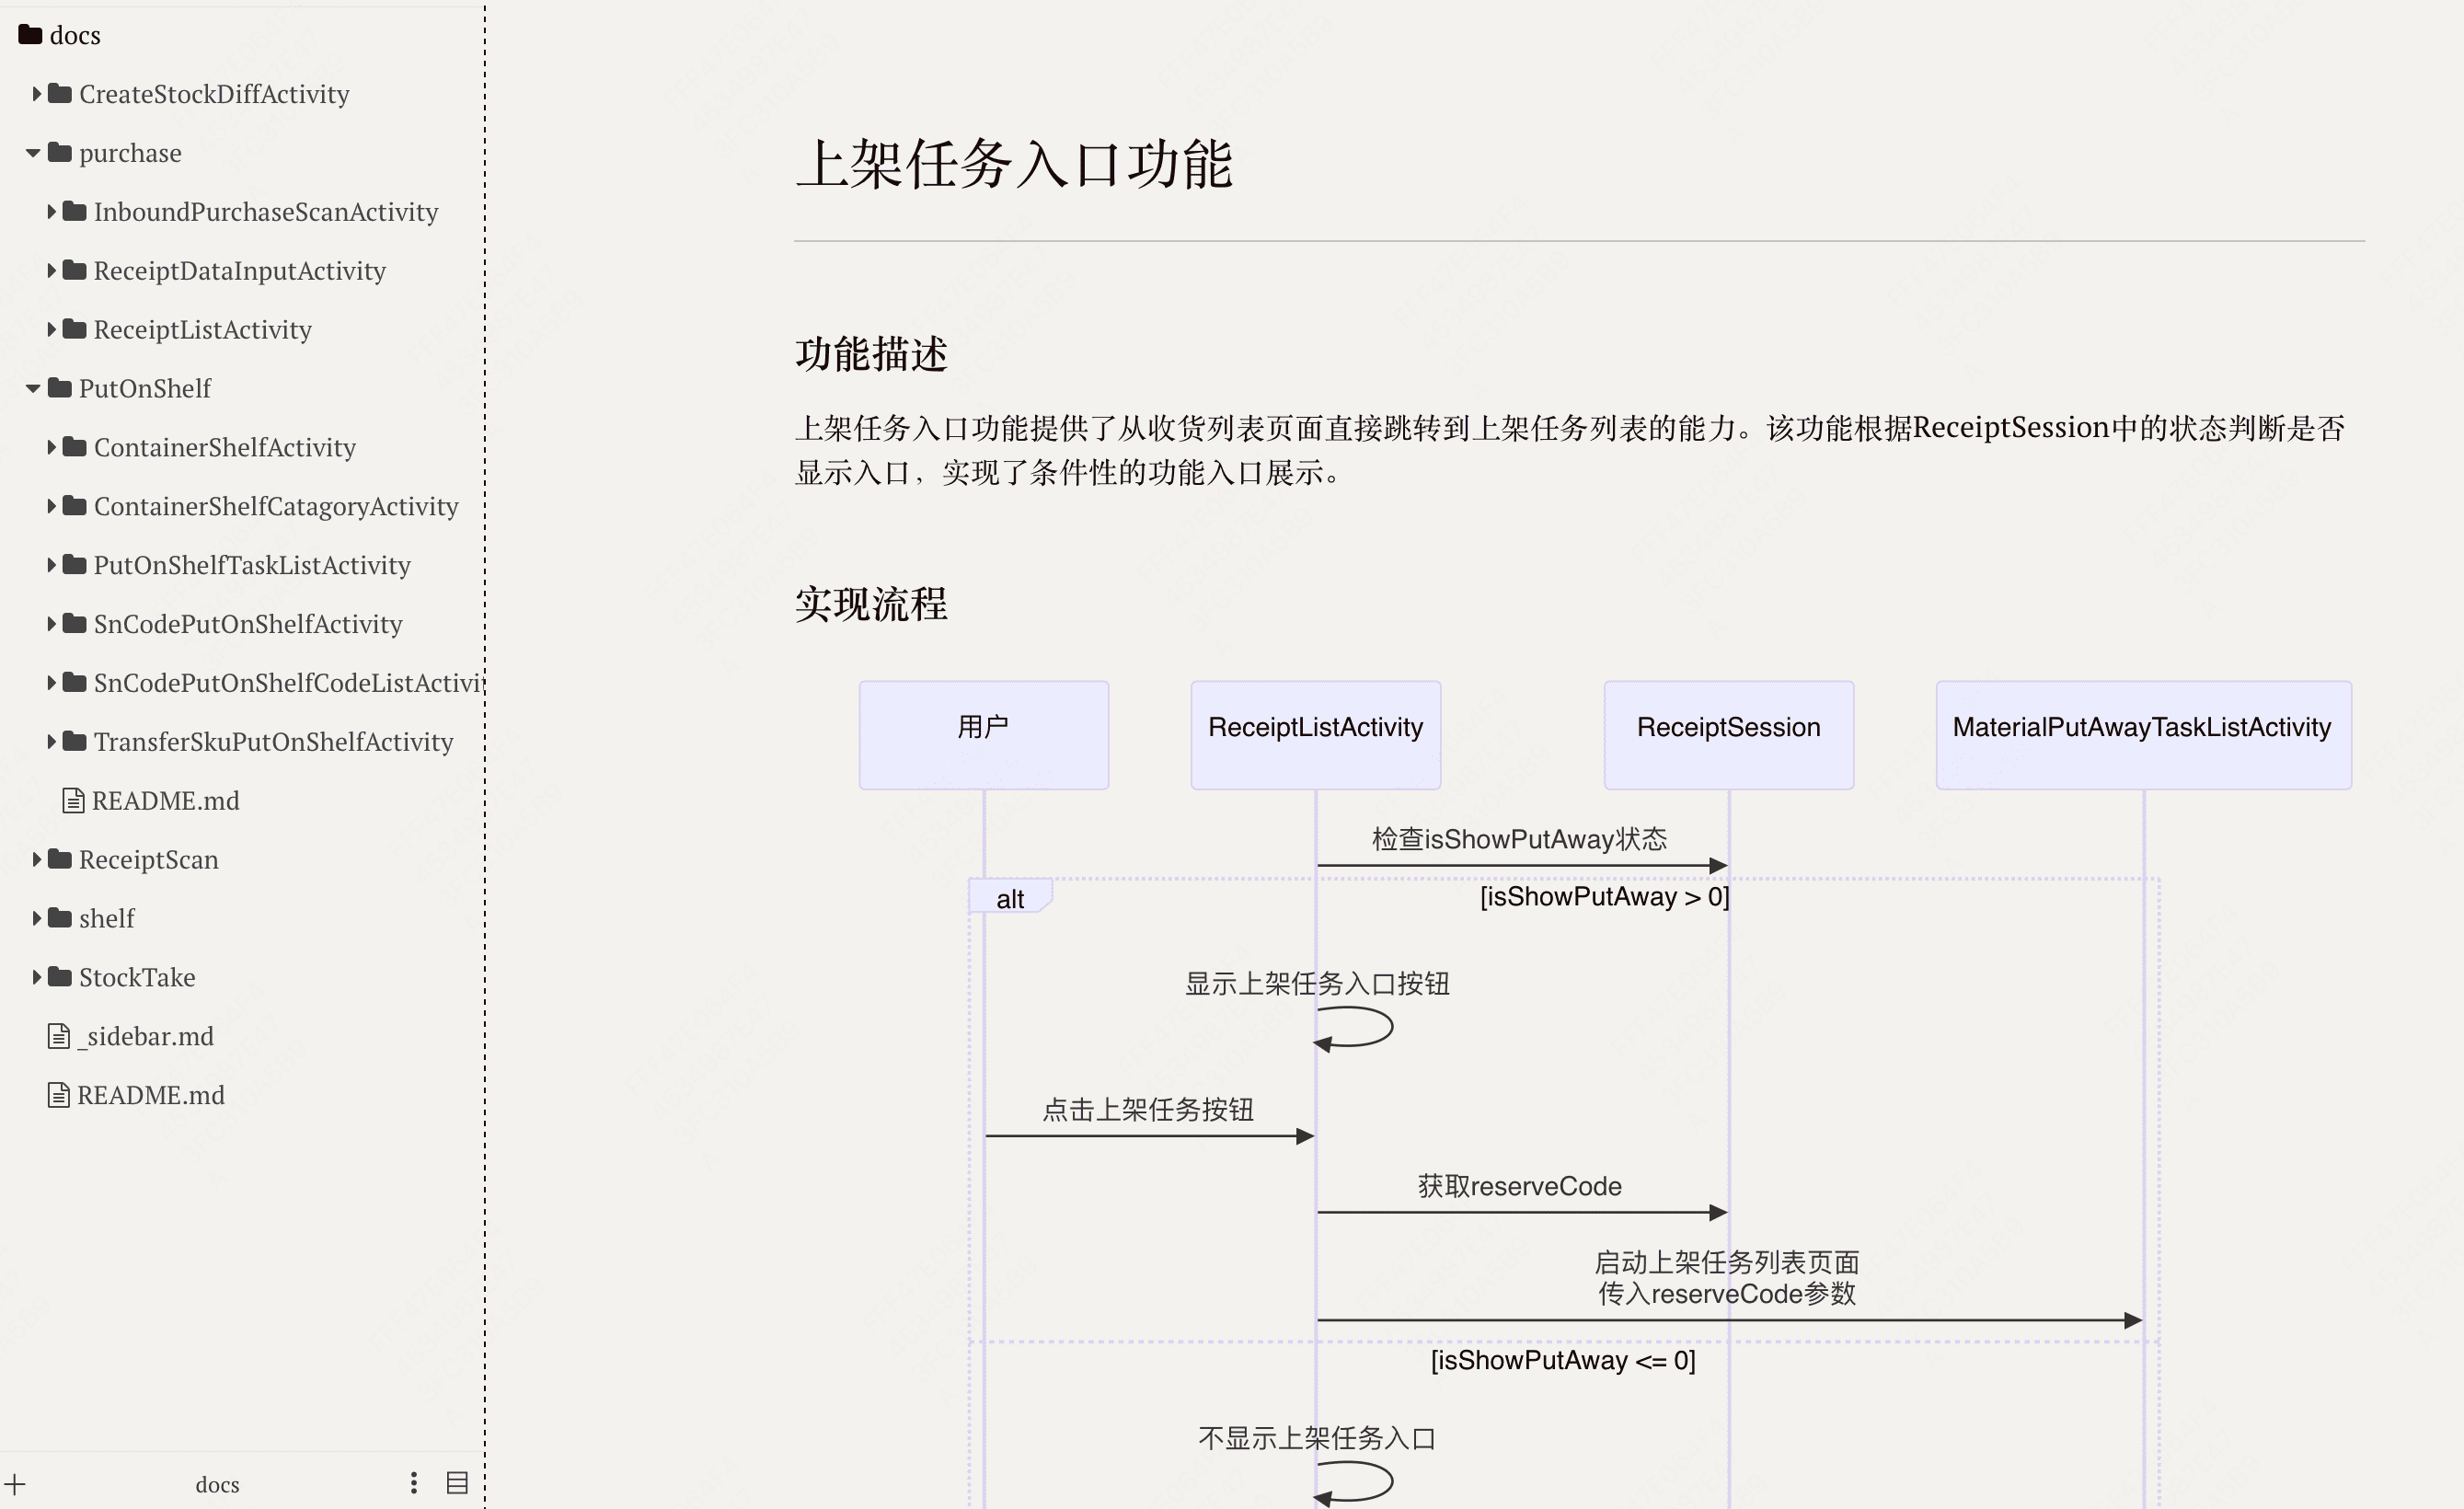 docs
CreateStockDiffActivity
purchase
InboundPurchaseScanActivity
ReceiptDataInputActivity
ReceiptListActivity
PutOnShelf
ContainerShelfActivity
ContainerShelfCatagoryActivity
PutOnShelfTaskListActivity
SnCodePutOnShelfActivity
SnCodePutOnShelfCodeListActivi
TransferSkuPutOnShelfActivity
README.md
ReceiptScan
shelf
StockTake
_sidebar.md
README.md
docs
上架任务入口功能
功能描述
上架任务入口功能提供了从收货列表页面直接跳转到上架任务列表的能力。该功能根据ReceiptSession中的状态判断是否
显示入口，实现了条件性的功能入口展示。
实现流程
用户
ReceiptListActivity
ReceiptSession
MaterialPutAwayTaskListActivity
检查isShowPutAway状态
alt
[isShowPutAway > 0]
显示上架任务入口按钮
点击上架任务按钮
获取reserveCode
启动上架任务列表页面
传入reserveCode参数
[isShowPutAway <= 0]
不显示上架任务入口